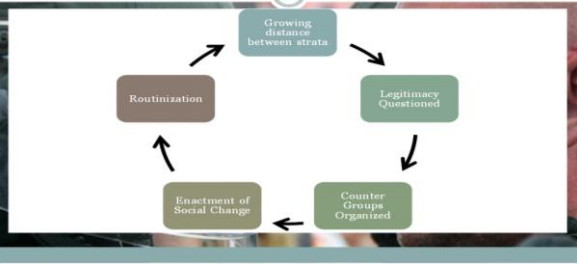 Growing
distance
between strata
Legitimacy
Questioned
Counter
Groups
Organized
Enactment of
Social Change
Routinization